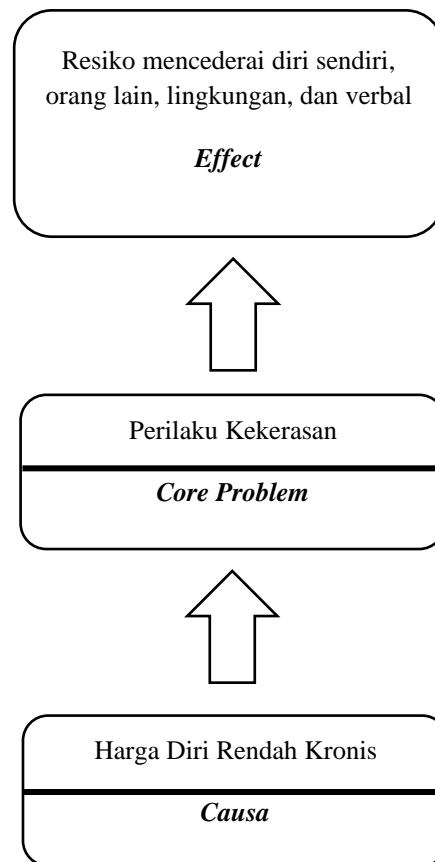 Resiko mencederai diri sendiri,
orang lain, lingkungan, dan verbal
Effect
Perilaku Kekerasan
Core Problem
Harga Diri Rendah Kronis
Causa